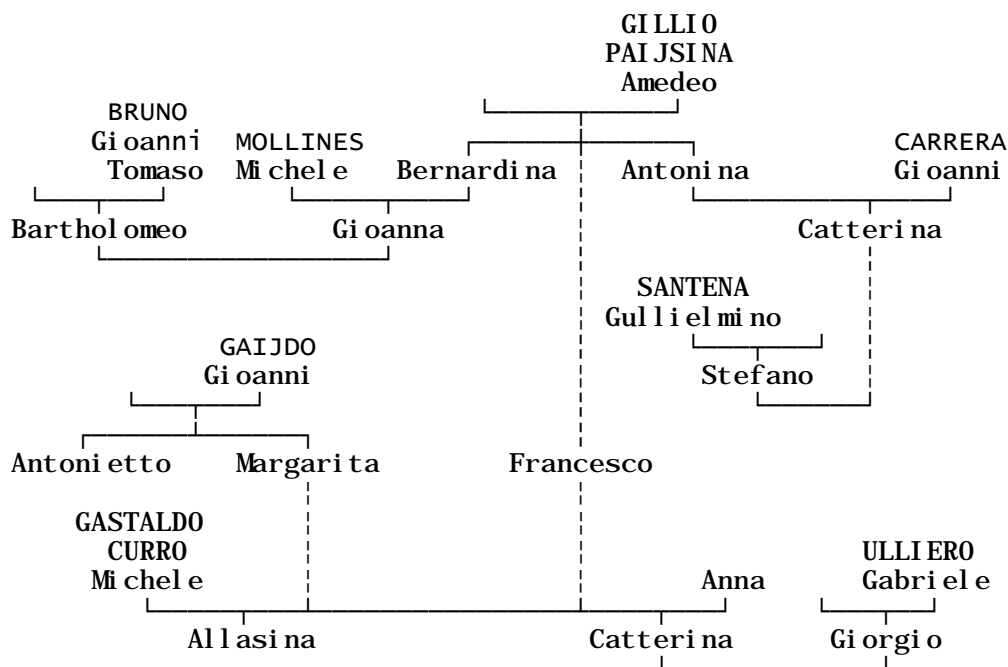 GILLIO
PAIJSINA
Amedeo
BRUNO
Gioanni MOLLINES CARRERA
Tomaso Michele Bernardina Antonina Gioanni
Bartholomeo Gioanna Catterina
SANTENA
Gullielmino
GAIJDO
Gioanni Stefano
Antonietto Margarita Francesco
GASTALDO
CURRO ULLIERO
Michele Anna Gabriele
Allasina Catterina Giorgio